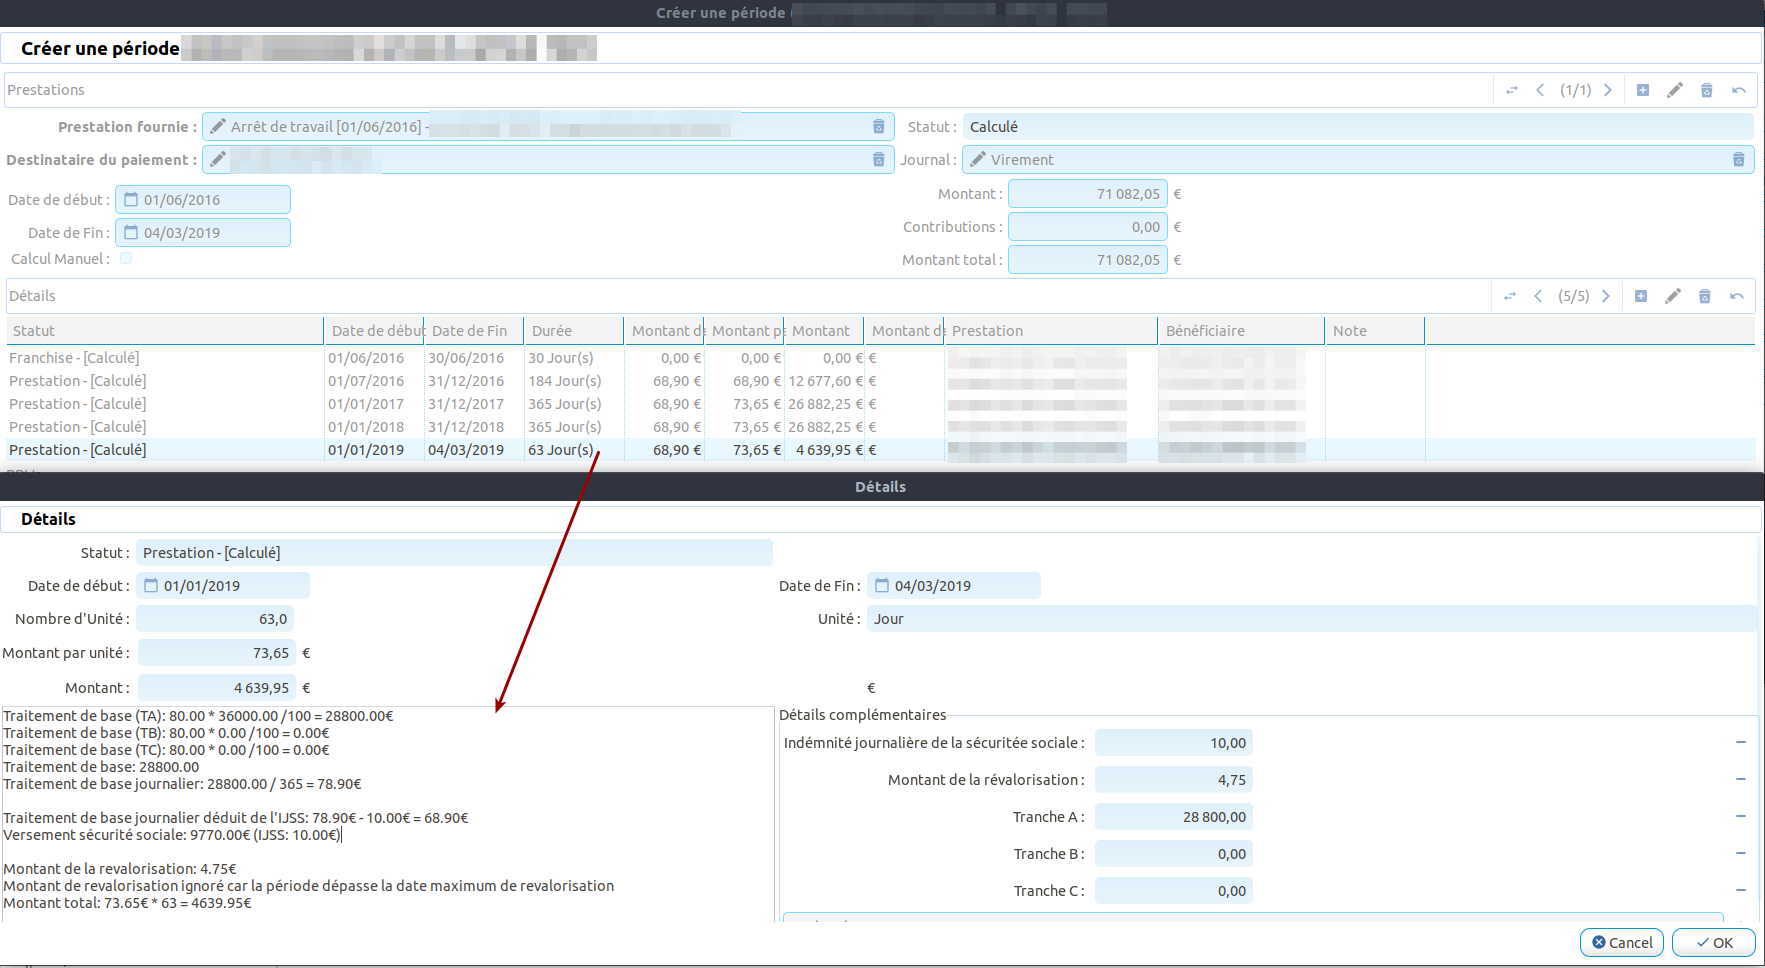 Créer une période
Créer une période
Prestations (1/1)
Prestation fournie : Arrêt de travail [01/06/2016] - Statut : Calculé
Destinataire du paiement : Journal : Virement
Date de début : 01/06/2016 Montant : 71 082,05 €
Date de Fin : 04/03/2019 Contributions : 0,00 €
Calcul Manuel : Montant total : 71 082,05 €
Détails (5/5)
Statut Date de début Date de Fin Durée Montant Montant Montant Montant Prestation Bénéficiaire Note
Franchise - [Calculé] 01/06/2016 30/06/2016 30 Jour(s) 0,00 € 0,00 € 0,00 € €
Prestation - [Calculé] 01/07/2016 31/12/2016 184 Jour(s) 68,90 € 68,90 € 12 677,60 € €
Prestation - [Calculé] 01/01/2017 31/12/2017 365 Jour(s) 68,90 € 73,65 € 26 882,25 € €
Prestation - [Calculé] 01/01/2018 31/12/2018 365 Jour(s) 68,90 € 73,65 € 26 882,25 € €
Prestation - [Calculé] 01/01/2019 04/03/2019 63 Jour(s) 68,90 € 73,65 € 4 639,95 € €
Détails
Détails
Statut : Prestation - [Calculé]
Date de début : 01/01/2019 Date de Fin : 04/03/2019
Nombre d'Unité : 63,0 Unité : Jour
Montant par unité : 73,65 €
Montant : 4 639,95 € €
Traitement de base (TA): 80.00 * 36000.00 /100 = 28800.00€
Traitement de base (TB): 80.00 * 0.00 /100 = 0.00€
Traitement de base (TC): 80.00 * 0.00 /100 = 0.00€
Traitement de base: 28800.00
Traitement de base journalier: 28800.00 / 365 = 78.90€
Traitement de base journalier déduit de l'IJSS: 78.90€ - 10.00€ = 68.90€
Versement sécurité sociale: 9770.00€ (IJSS: 10.00€)
Montant de la revalorisation: 4.75€
Montant de revalorisation ignoré car la période dépasse la date maximum de revalorisation
Montant total: 73.65€ * 63 = 4639.95€
Détails complémentaires
Indémnité journalière de la sécuritée sociale : 10,00
Montant de la révalorisation : 4,75
Tranche A : 28 800,00
Tranche B : 0,00
Tranche C : 0,00
Cancel OK